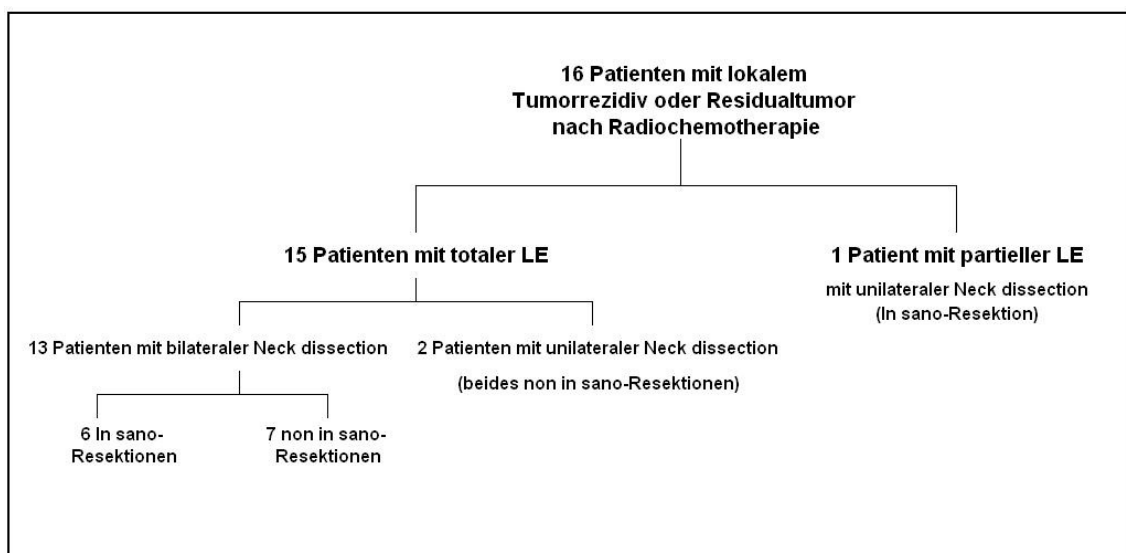 16 Patienten mit lokalem
Tumorrezidiv oder Residualtumor
nach Radiochemotherapie
15 Patienten mit totaler LE
1 Patient mit partieller LE
mit unilateraler Neck dissection
(In sano-Resektion)
13 Patienten mit bilateraler Neck dissection
2 Patienten mit unilateraler Neck dissection
(beides non in sano-Resektionen)
6 In sano-
Resektionen
7 non in sano-
Resektionen